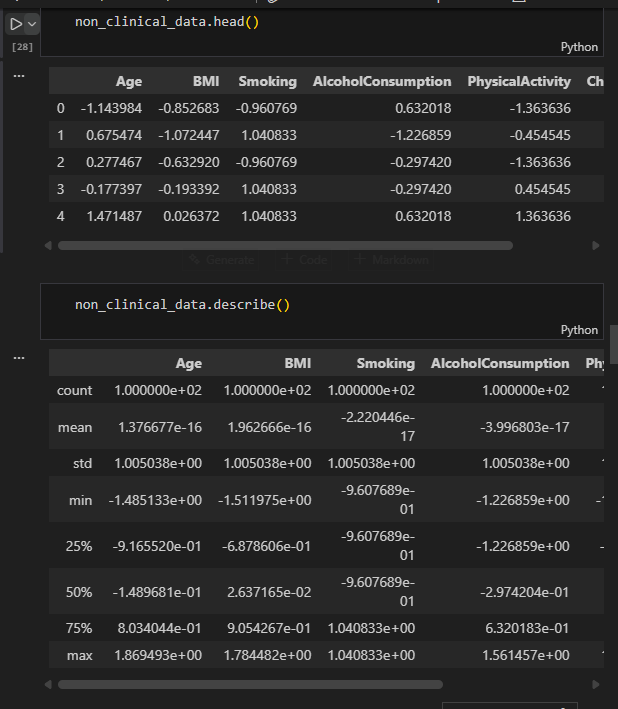 non_clinical_data.head()
[28]
Python
...
Age BMI Smoking AlcoholConsumption PhysicalActivity Ch
0 -1.143984 -0.852683 -0.960769 0.632018 -1.363636
1 0.675474 -1.072447 1.040833 -1.226859 -0.454545
2 0.277467 -0.632920 -0.960769 -0.297420 -1.363636
3 -0.177397 -0.193392 1.040833 -0.297420 0.454545
4 1.471487 0.026372 1.040833 0.632018 1.363636
Generate + Code + Markdown
non_clinical_data.describe()
Python
...
Age BMI Smoking AlcoholConsumption Phy
count 1.000000e+02 1.000000e+02 1.000000e+02 1.000000e+02
mean 1.376677e-16 1.962666e-16 -2.220446e-
17 -3.996803e-17
std 1.005038e+00 1.005038e+00 1.005038e+00 1.005038e+00
min -1.485133e+00 -1.511975e+00 -9.607689e-
01 -1.226859e+00
25% -9.165520e-01 -6.878606e-01 -9.607689e-
01 -1.226859e+00
50% -1.489681e-01 2.637165e-02 -9.607689e-
01 -2.974204e-01
75% 8.034044e-01 9.054267e-01 1.040833e+00 6.320183e-01
max 1.869493e+00 1.784482e+00 1.040833e+00 1.561457e+00